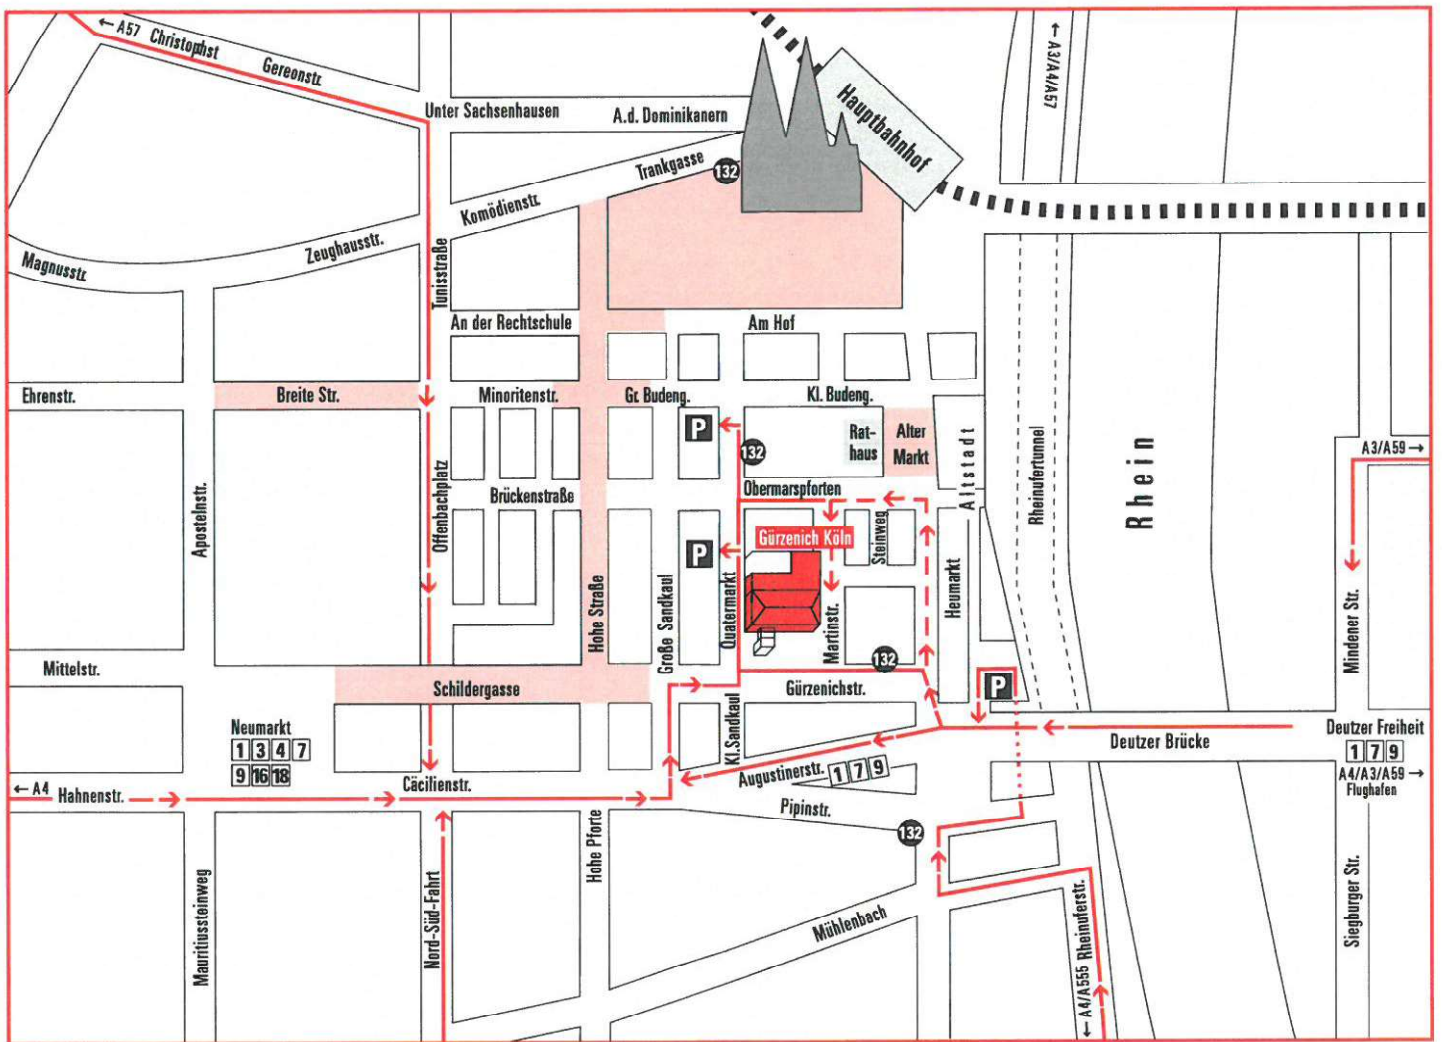 ← A57 Christophst
Gereonstr.
Unter Sachsenhausen
A.d. Dominikanern
Hauptbahnhof
← A3/A4/A57
Trankgasse
132
Komödienstr.
Zeughausstr.
Magnusstr.
Tunisstraße
An der Rechtschule
Am Hof
Ehrenstr.
Breite Str.
Minoritenstr.
Gr. Budeng.
Kl. Budeng.
P
132
Rat-
haus
Alter
Markt
Altstadt
Rheinufertunnel
Rhein
A3/A59 →
Apostelnstr.
Offenbachplatz
Brückenstraße
Obermarspforten
Gürzenich Köln
Steinweg
P
Hohe Straße
Große Sandkaul
Quatermarkt
Martinstr.
Heumarkt
Mindener Str.
132
Mittelstr.
Schildergasse
Gürzenichstr.
P
Neumarkt
1 3 4 7
9 16 18
Kl. Sandkaul
Deutzer Brücke
Deutzer Freiheit
1 7 9
A4/A3/A59 →
Flughafen
← A4 Hahnenstr.
Cäcilienstr.
Augustinerstr. 1 7 9
Pipinstr.
132
Hohe Pforte
Mauritiussteinweg
Nord-Süd-Fahrt
Mühlenbach
← A4/A555 Rheinuferstr.
Siegburger Str.